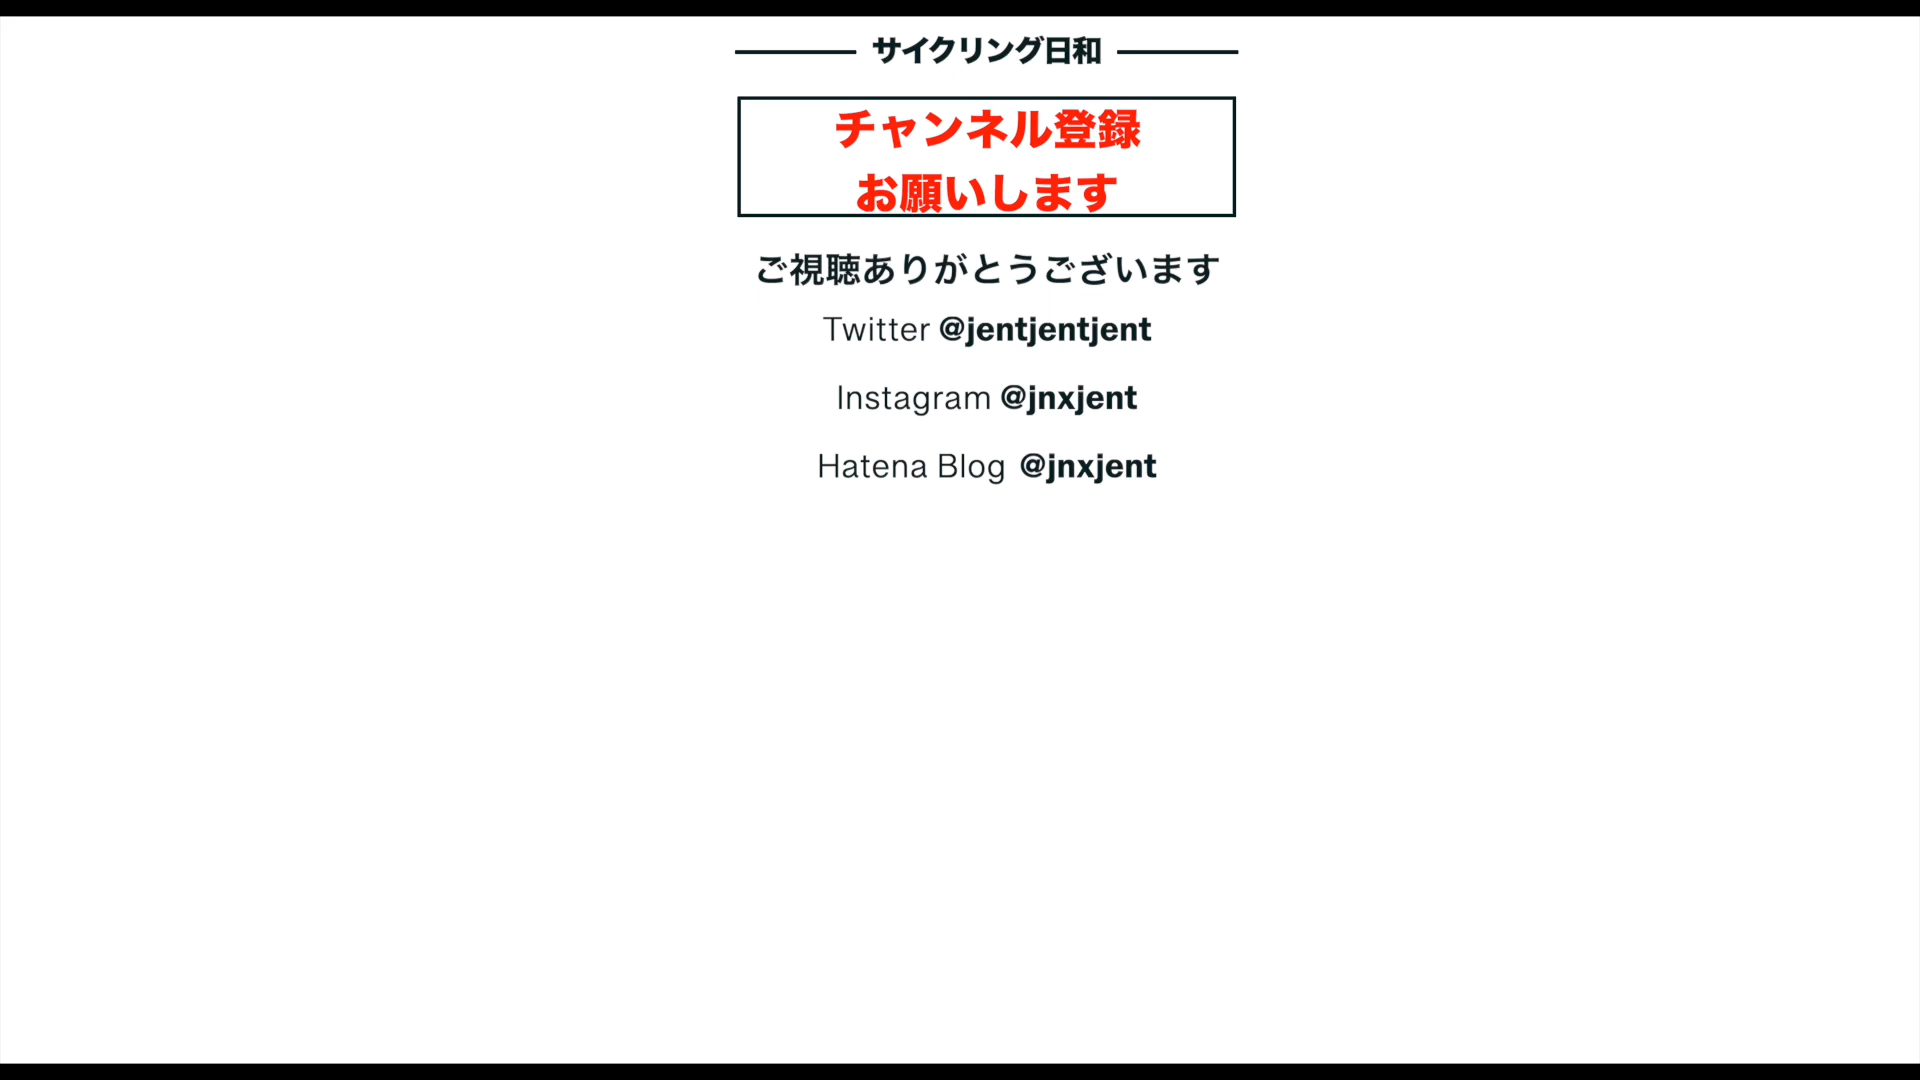 サイクリング日和
チャンネル登録
お願いします
ご視聴ありがとうございます
Twitter @jentjentjent
Instagram @jnxjent
Hatena Blog @jnxjent